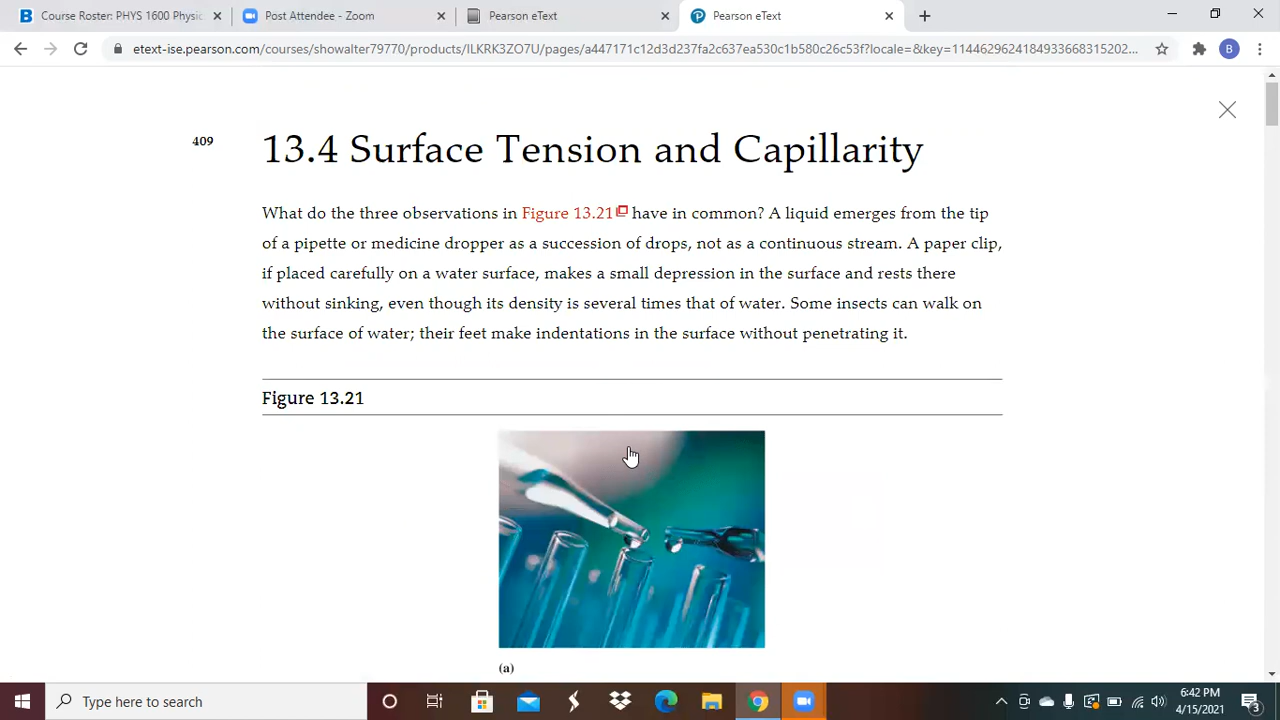 Course Roster: PHYS 1600 Physic
Post Attendee - Zoom
Pearson eText
Pearson eText
etext-ise.pearson.com/courses/showalter79770/products/ILKRK3ZO7U/pages/a447171c12d3d237fa2c637ea530c1b580c26c53f?locale=&key=1144629624184933668315202...
B
409
13.4 Surface Tension and Capillarity
What do the three observations in Figure 13.21 have in common? A liquid emerges from the tip
of a pipette or medicine dropper as a succession of drops, not as a continuous stream. A paper clip,
if placed carefully on a water surface, makes a small depression in the surface and rests there
without sinking, even though its density is several times that of water. Some insects can walk on
the surface of water; their feet make indentations in the surface without penetrating it.
Figure 13.21
(a)
Type here to search
6:42 PM
4/15/2021
3